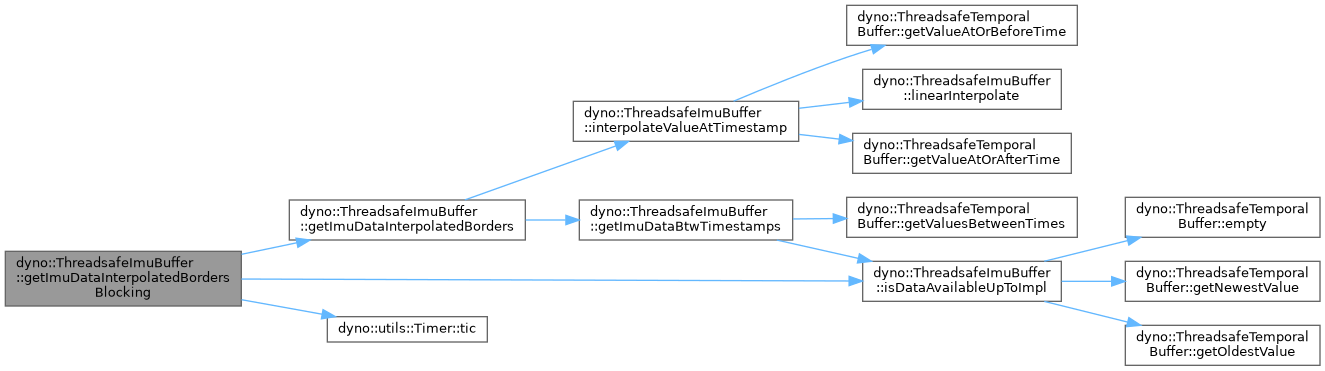 dyno::ThreadsafeImuBuffer
::getImuDataInterpolatedBorders
Blocking
dyno::ThreadsafeImuBuffer
::getImuDataInterpolatedBorders
dyno::ThreadsafeImuBuffer
::interpolateValueAtTimestamp
dyno::ThreadsafeTemporal
Buffer::getValueAtOrBeforeTime
dyno::ThreadsafeImuBuffer
::linearInterpolate
dyno::ThreadsafeTemporal
Buffer::getValueAtOrAfterTime
dyno::ThreadsafeImuBuffer
::getImuDataBtwTimestamps
dyno::ThreadsafeTemporal
Buffer::getValuesBetweenTimes
dyno::ThreadsafeImuBuffer
::isDataAvailableUpToImpl
dyno::ThreadsafeTemporal
Buffer::empty
dyno::ThreadsafeTemporal
Buffer::getNewestValue
dyno::ThreadsafeTemporal
Buffer::getOldestValue
dyno::utils::Timer::tic